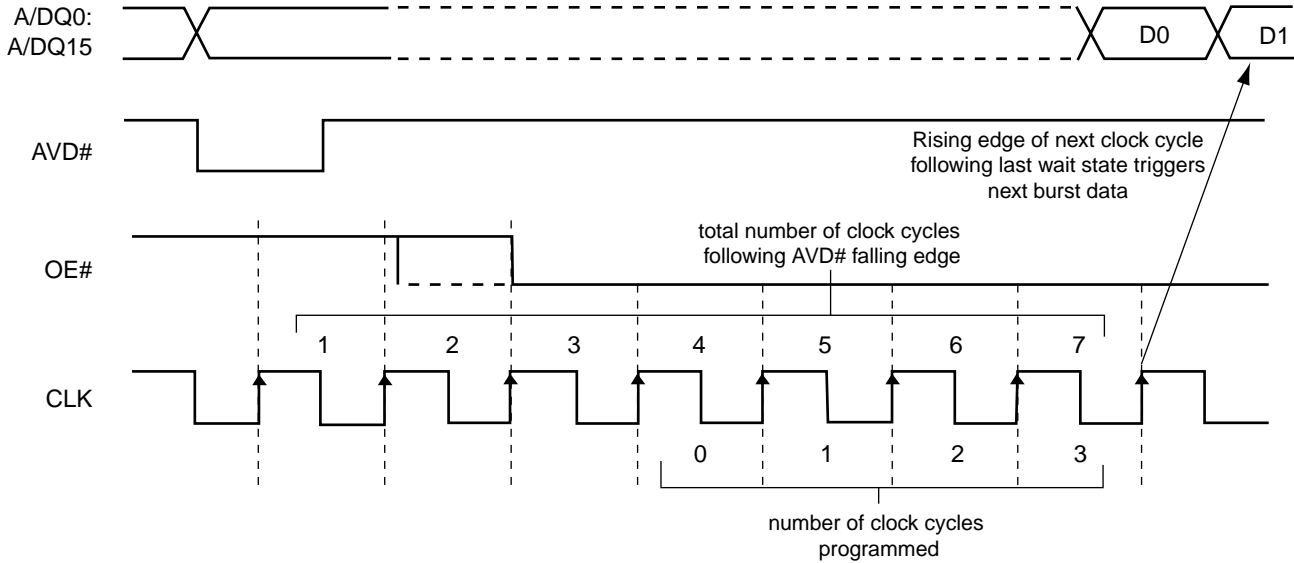 A/DQ0:
A/DQ15
D0
D1
AVD#
Rising edge of next clock cycle
following last wait state triggers
next burst data
total number of clock cycles
following AVD# falling edge
OE#
1 2 3 4 5 6 7
CLK
0 1 2 3
number of clock cycles
programmed